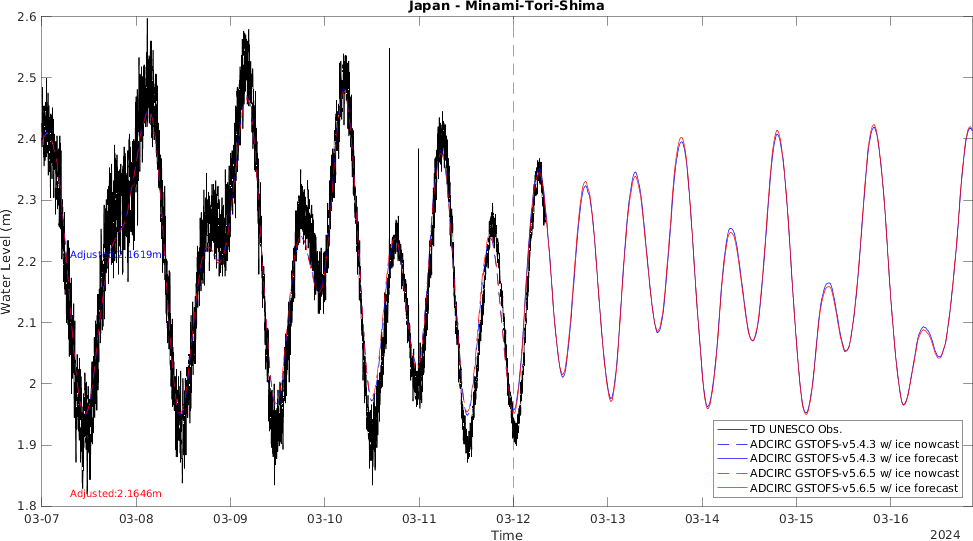 Japan - Minami-Tori-Shima
Water Level (m)
2.6
2.5
2.4
2.3
2.2
2.1
2
1.9
1.8
Adjusted:2.1619m
Adjusted:2.1646m
TD UNESCO Obs.
ADCIRC GSTOFS-v5.4.3 w/ ice nowcast
ADCIRC GSTOFS-v5.4.3 w/ ice forecast
ADCIRC GSTOFS-v5.6.5 w/ ice nowcast
ADCIRC GSTOFS-v5.6.5 w/ ice forecast
03-07 03-08 03-09 03-10 03-11 03-12 03-13 03-14 03-15 03-16
Time
2024